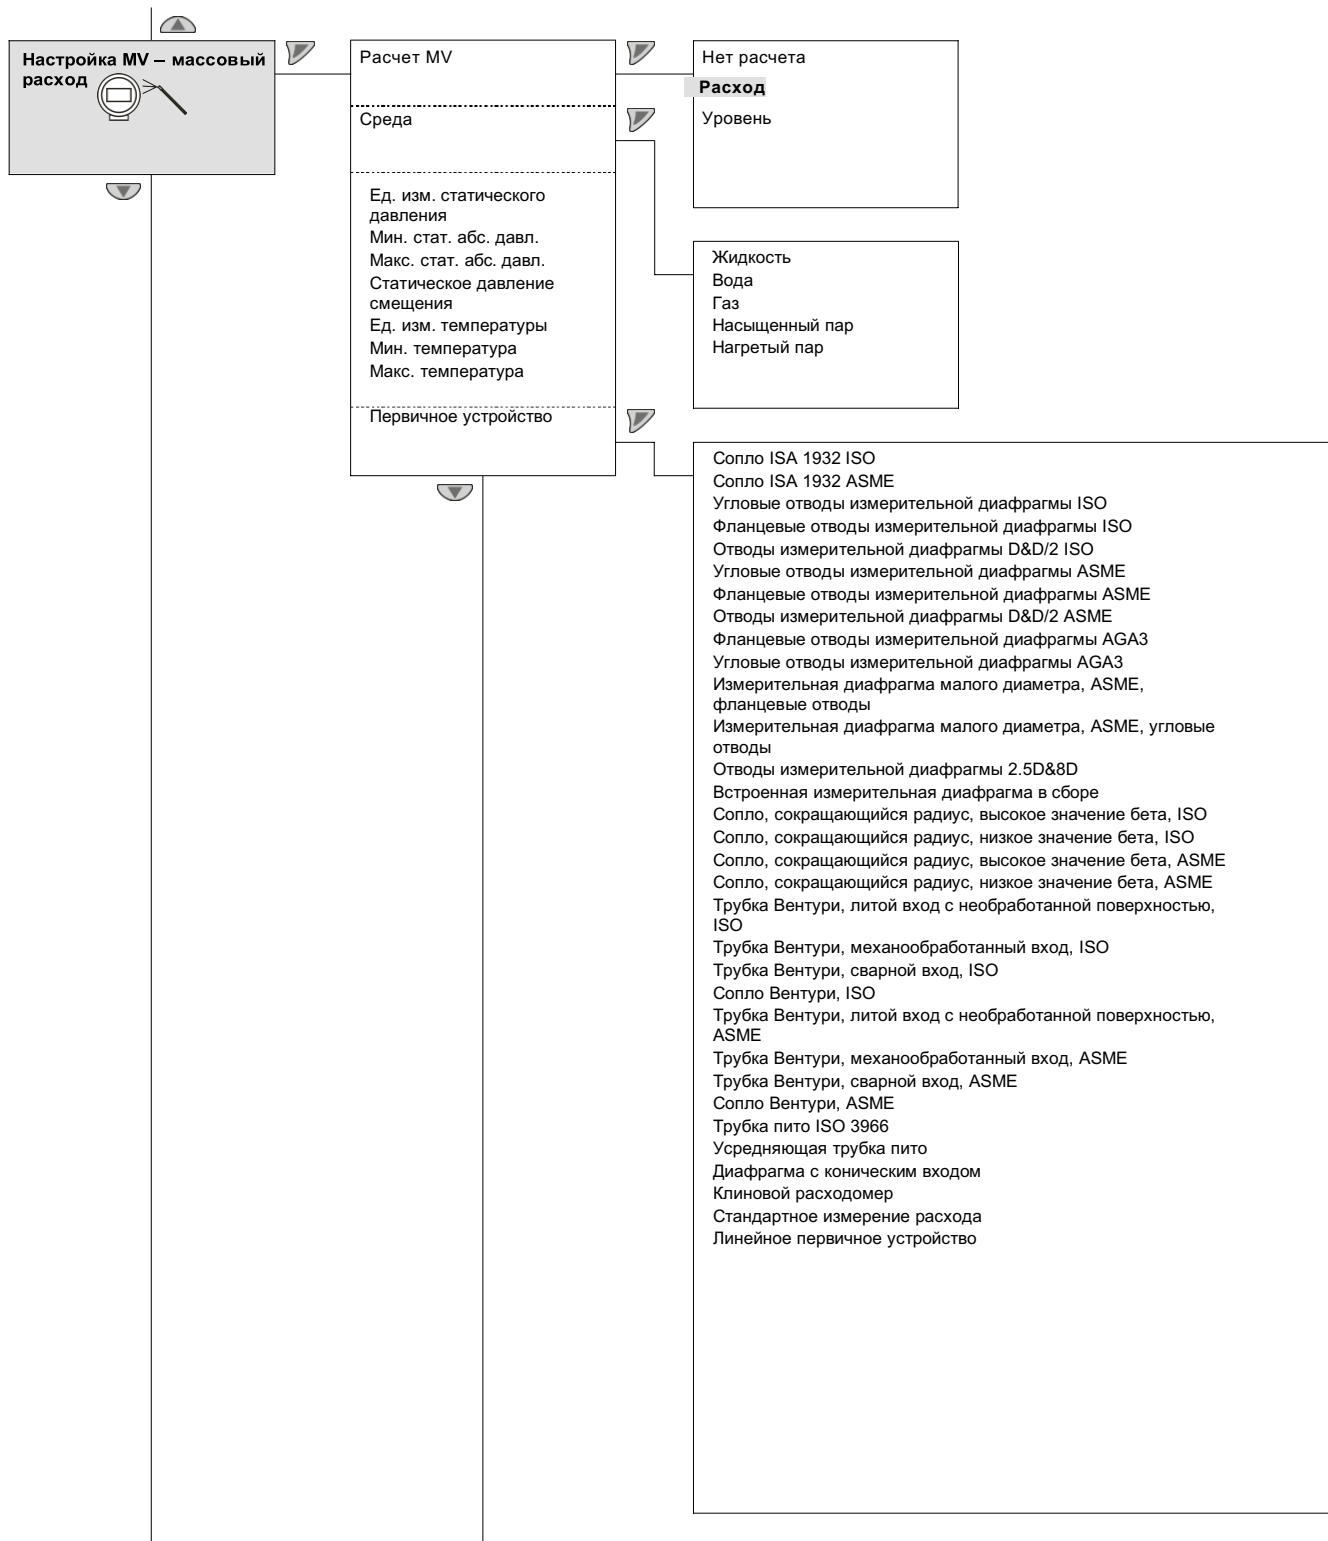 Настройка MV – массовый
расход
Расчет MV
Среда
Ед. изм. статического
давления
Мин. стат. абс. давл.
Макс. стат. абс. давл.
Статическое давление
смещения
Ед. изм. температуры
Мин. температура
Макс. температура
Первичное устройство
Нет расчета
Расход
Уровень
Жидкость
Вода
Газ
Насыщенный пар
Нагретый пар
Сопло ISA 1932 ISO
Сопло ISA 1932 ASME
Угловые отводы измерительной диафрагмы ISO
Фланцевые отводы измерительной диафрагмы ISO
Отводы измерительной диафрагмы D&D/2 ISO
Угловые отводы измерительной диафрагмы ASME
Фланцевые отводы измерительной диафрагмы ASME
Отводы измерительной диафрагмы D&D/2 ASME
Фланцевые отводы измерительной диафрагмы AGA3
Угловые отводы измерительной диафрагмы AGA3
Измерительная диафрагма малого диаметра, ASME,
фланцевые отводы
Измерительная диафрагма малого диаметра, ASME, угловые
отводы
Отводы измерительной диафрагмы 2.5D&8D
Встроенная измерительная диафрагма в сборе
Сопло, сокращающийся радиус, высокое значение бета, ISO
Сопло, сокращающийся радиус, низкое значение бета, ISO
Сопло, сокращающийся радиус, высокое значение бета, ASME
Сопло, сокращающийся радиус, низкое значение бета, ASME
Трубка Вентури, литой вход с необработанной поверхностью,
ISO
Трубка Вентури, механообработанный вход, ISO
Трубка Вентури, сварной вход, ISO
Сопло Вентури, ISO
Трубка Вентури, литой вход с необработанной поверхностью,
ASME
Трубка Вентури, механообработанный вход, ASME
Трубка Вентури, сварной вход, ASME
Сопло Вентури, ASME
Трубка пито ISO 3966
Усредняющая трубка пито
Диафрагма с коническим входом
Клиновой расходомер
Стандартное измерение расхода
Линейное первичное устройство